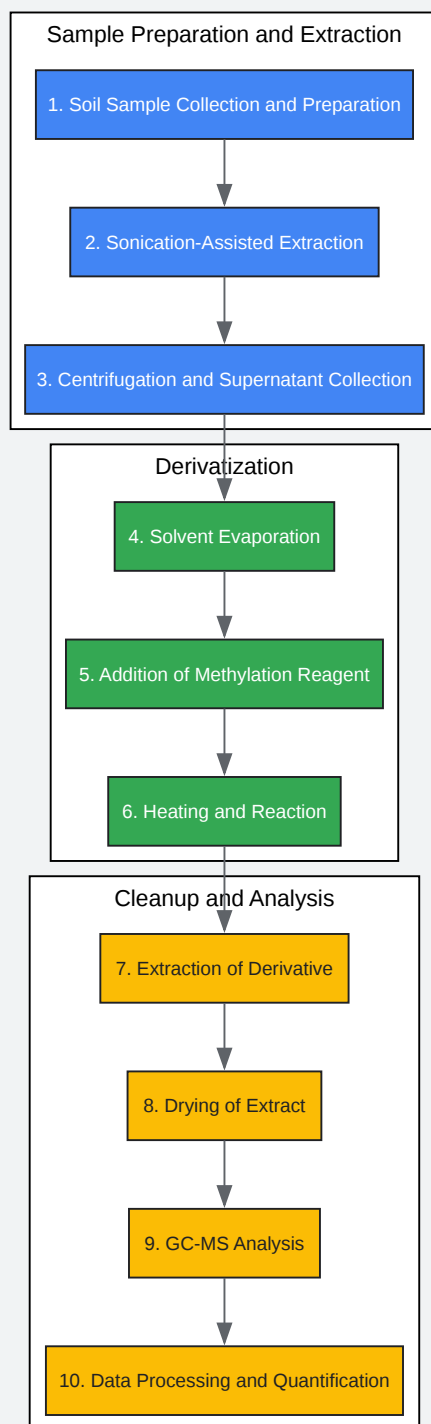 Sample Preparation and Extraction
1. Soil Sample Collection and Preparation
2. Sonication-Assisted Extraction
3. Centrifugation and Supernatant Collection
Derivatization
4. Solvent Evaporation
5. Addition of Methylation Reagent
6. Heating and Reaction
Cleanup and Analysis
7. Extraction of Derivative
8. Drying of Extract
9. GC-MS Analysis
10. Data Processing and Quantification